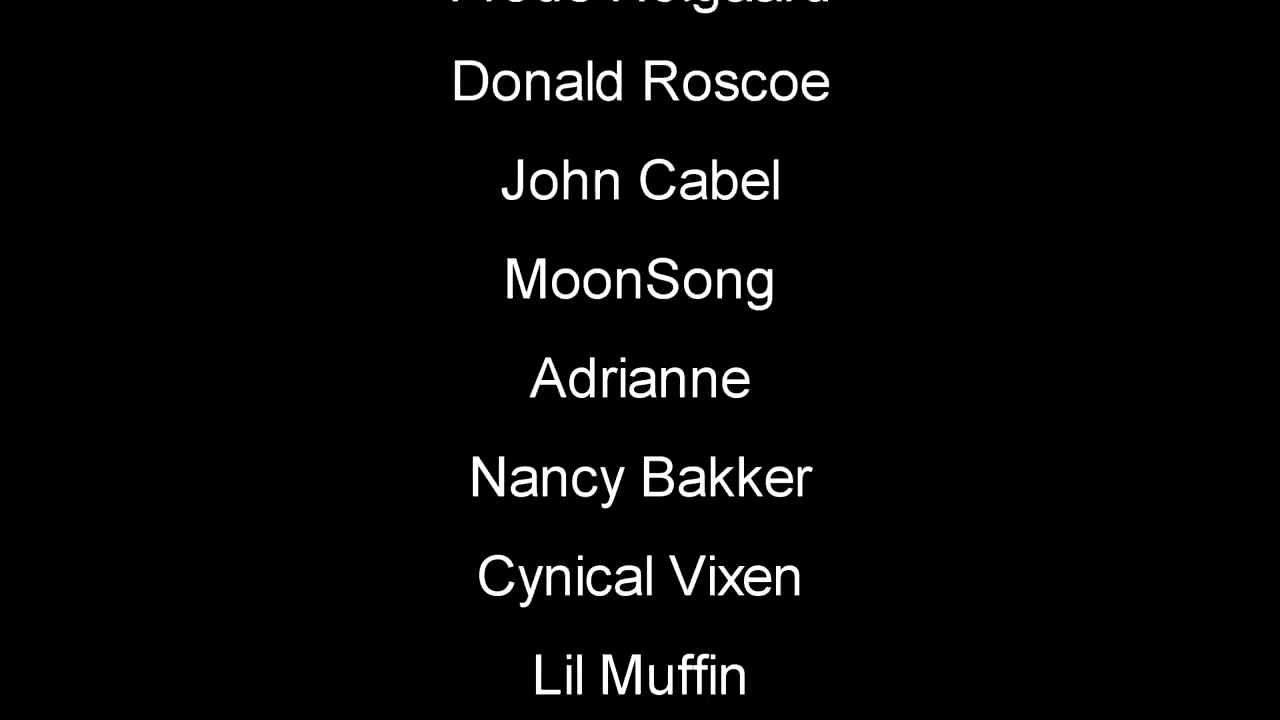 Donald Roscoe
John Cabel
MoonSong
Adrianne
Nancy Bakker
Cynical Vixen
Lil Muffin